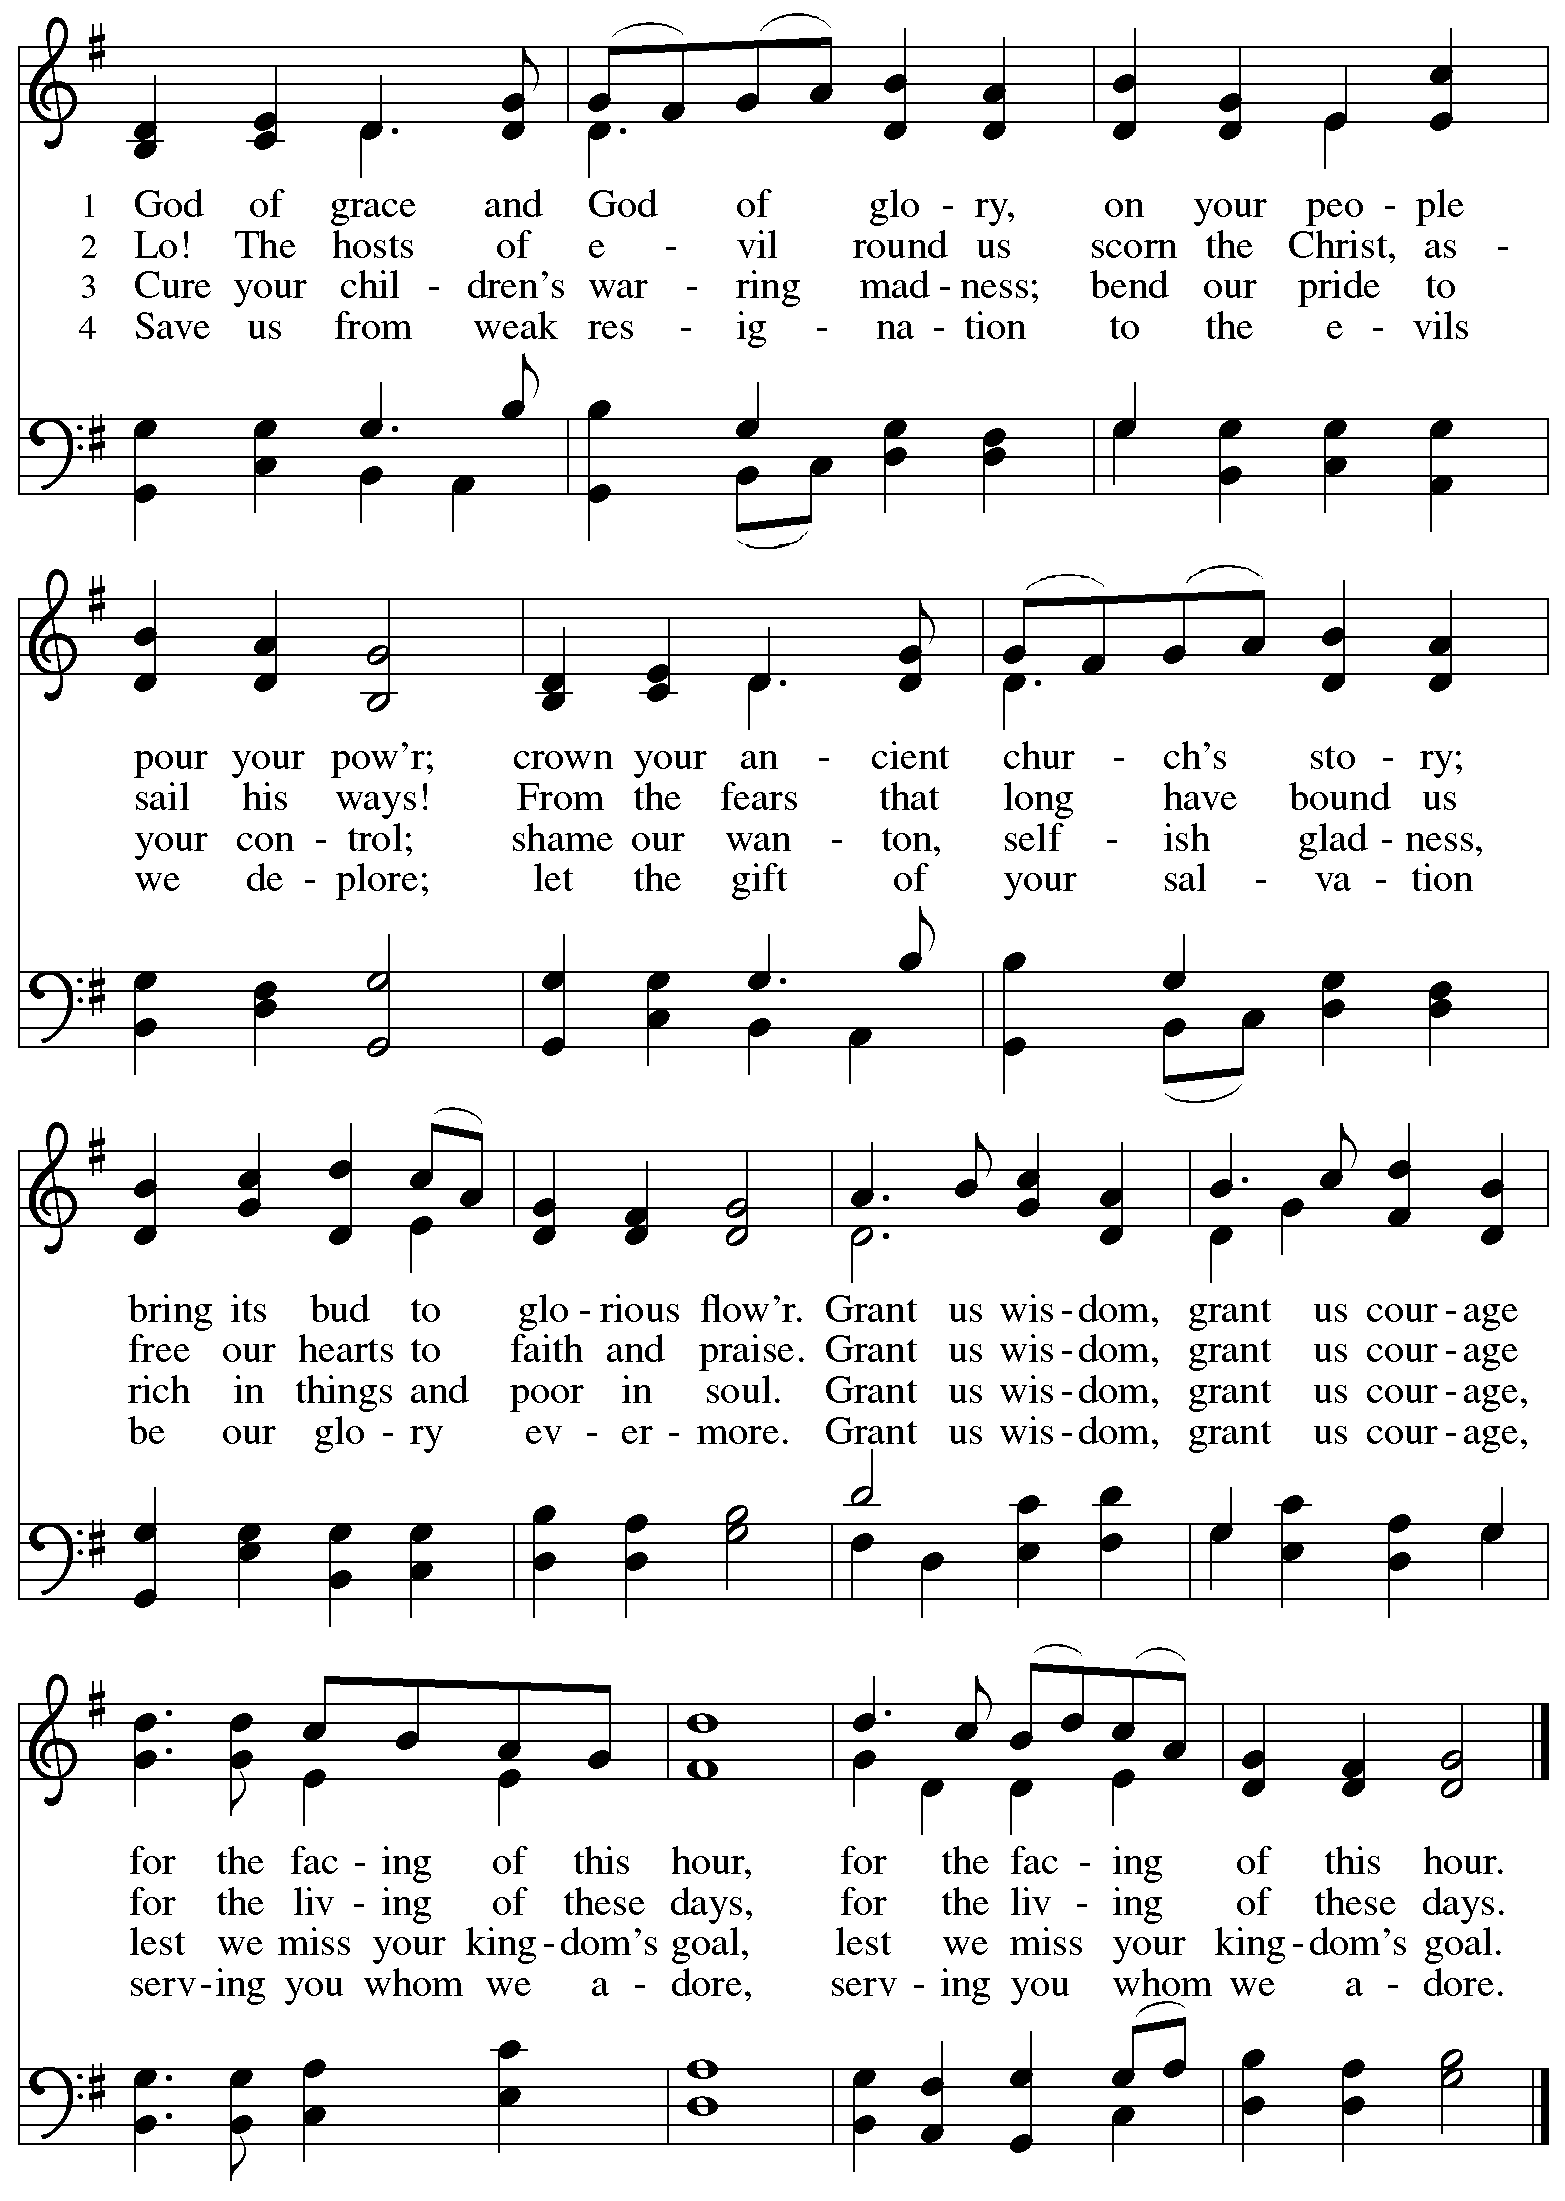 1 God of grace and God of glo - ry, on your peo - ple
2 Lo! The hosts of e - vil round us scorn the Christ, as -
3 Cure your chil - dren's war - ring mad - ness; bend our pride to
4 Save us from weak res - ig - na - tion to the e - vils
pour your pow'r; crown your an - cient chur - ch's sto - ry;
sail his ways! From the fears that long have bound us
your con - trol; shame our wan - ton, self - ish glad - ness,
we de - plore; let the gift of your sal - va - tion
bring its bud to glo - rious flow'r. Grant us wis - dom, grant us cour - age
free our hearts to faith and praise. Grant us wis - dom, grant us cour - age
rich in things and poor in soul. Grant us wis - dom, grant us cour - age,
be our glo - ry ev - er - more. Grant us wis - dom, grant us cour - age,
for the fac - ing of this hour, for the fac - ing of this hour.
for the liv - ing of these days, for the liv - ing of these days.
lest we miss your king - dom's goal, lest we miss your king - dom's goal.
serv - ing you whom we a - dore, serv - ing you whom we a - dore.